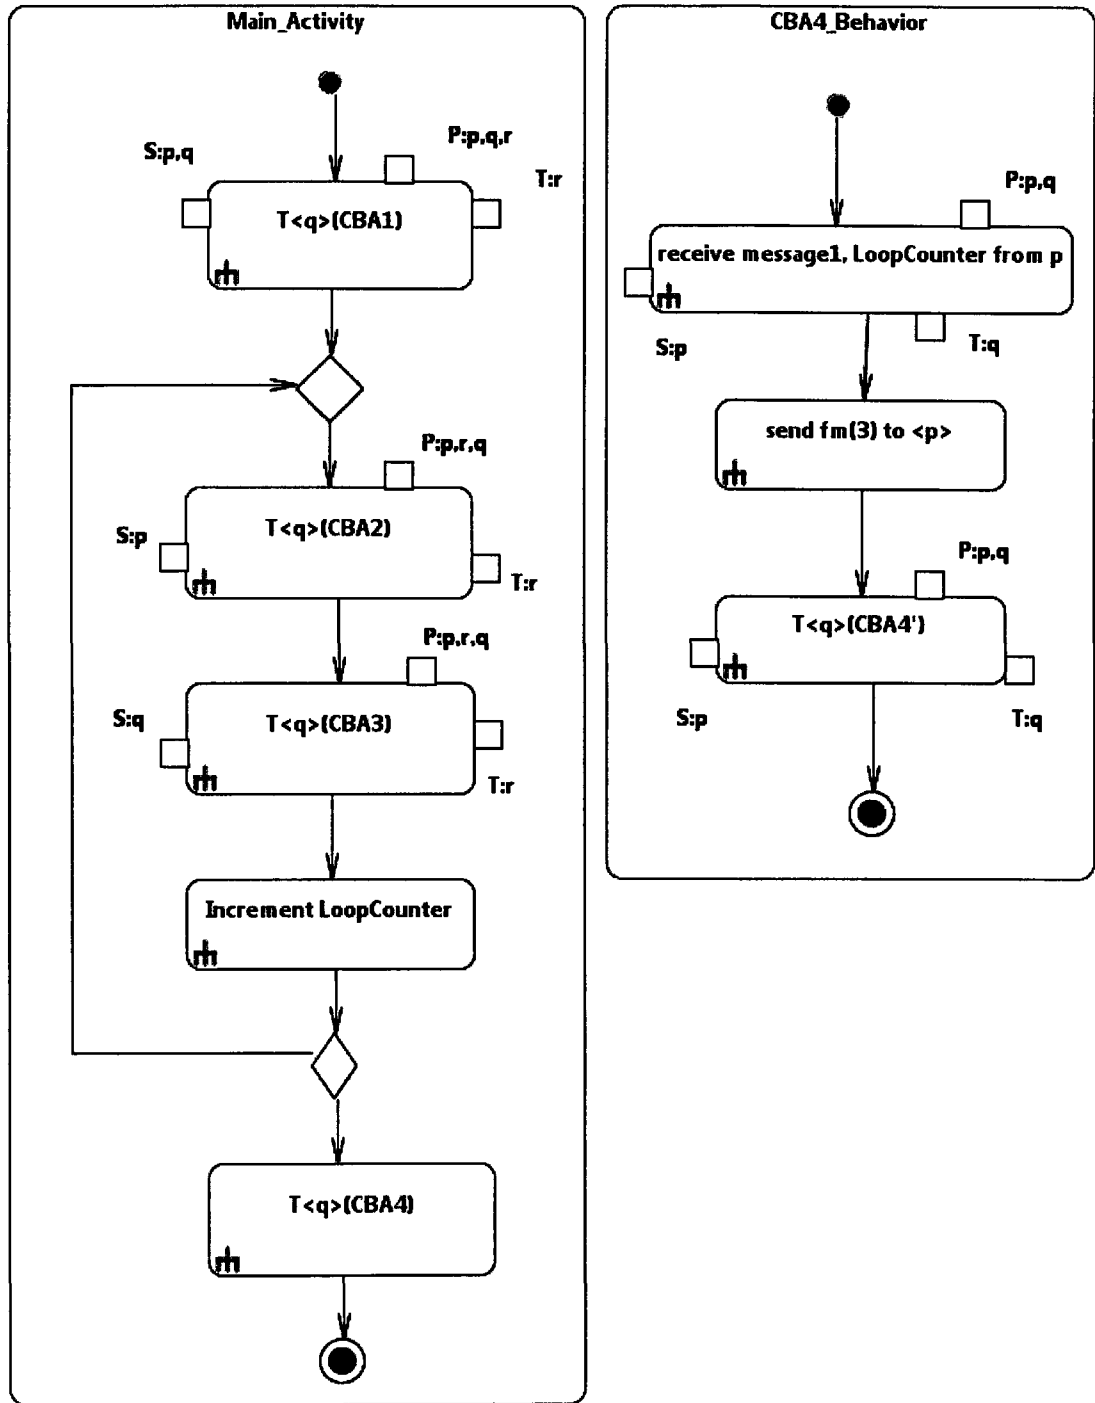 Main_Activity
S:p,q
P:p,q,r
T:r
T<q>(CBA1)
P:p,r,q
S:p
T<q>(CBA2)
T:r
P:p,r,q
S:q
T<q>(CBA3)
T:r
Increment LoopCounter
T<q>(CBA4)
CBA4_Behavior
P:p,q
receive message1, LoopCounter from p
S:p
T:q
send fm(3) to <p>
P:p,q
T<q>(CBA4')
S:p
T:q